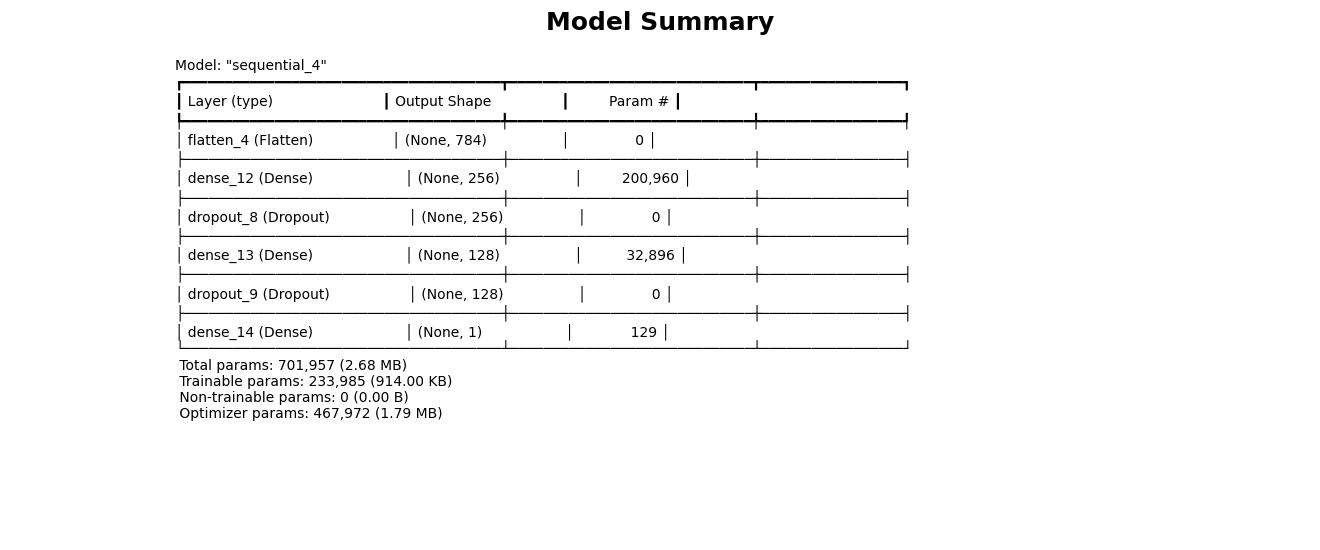 Model Summary
Model: "sequential_4"
┏━━━━━━━━━━━━━━━━━━━━━━━━━━━━━━━━━━━━━━┳━━━━━━━━━━━━━━━━━━━━━━━━━━━━━┳━━━━━━━━━━━━━━━━━┓
┃ Layer (type) ┃ Output Shape ┃ Param # ┃
┡━━━━━━━━━━━━━━━━━━━━━━━━━━━━━━━━━━━━━━╇━━━━━━━━━━━━━━━━━━━━━━━━━━━━━╇━━━━━━━━━━━━━━━━━┩
│ flatten_4 (Flatten) │ (None, 784) │ 0 │
├──────────────────────────────────────┼─────────────────────────────┼─────────────────┤
│ dense_12 (Dense) │ (None, 256) │ 200,960 │
├──────────────────────────────────────┼─────────────────────────────┼─────────────────┤
│ dropout_8 (Dropout) │ (None, 256) │ 0 │
├──────────────────────────────────────┼─────────────────────────────┼─────────────────┤
│ dense_13 (Dense) │ (None, 128) │ 32,896 │
├──────────────────────────────────────┼─────────────────────────────┼─────────────────┤
│ dropout_9 (Dropout) │ (None, 128) │ 0 │
├──────────────────────────────────────┼─────────────────────────────┼─────────────────┤
│ dense_14 (Dense) │ (None, 1) │ 129 │
└──────────────────────────────────────┴─────────────────────────────┴─────────────────┘
Total params: 701,957 (2.68 MB)
Trainable params: 233,985 (914.00 KB)
Non-trainable params: 0 (0.00 B)
Optimizer params: 467,972 (1.79 MB)